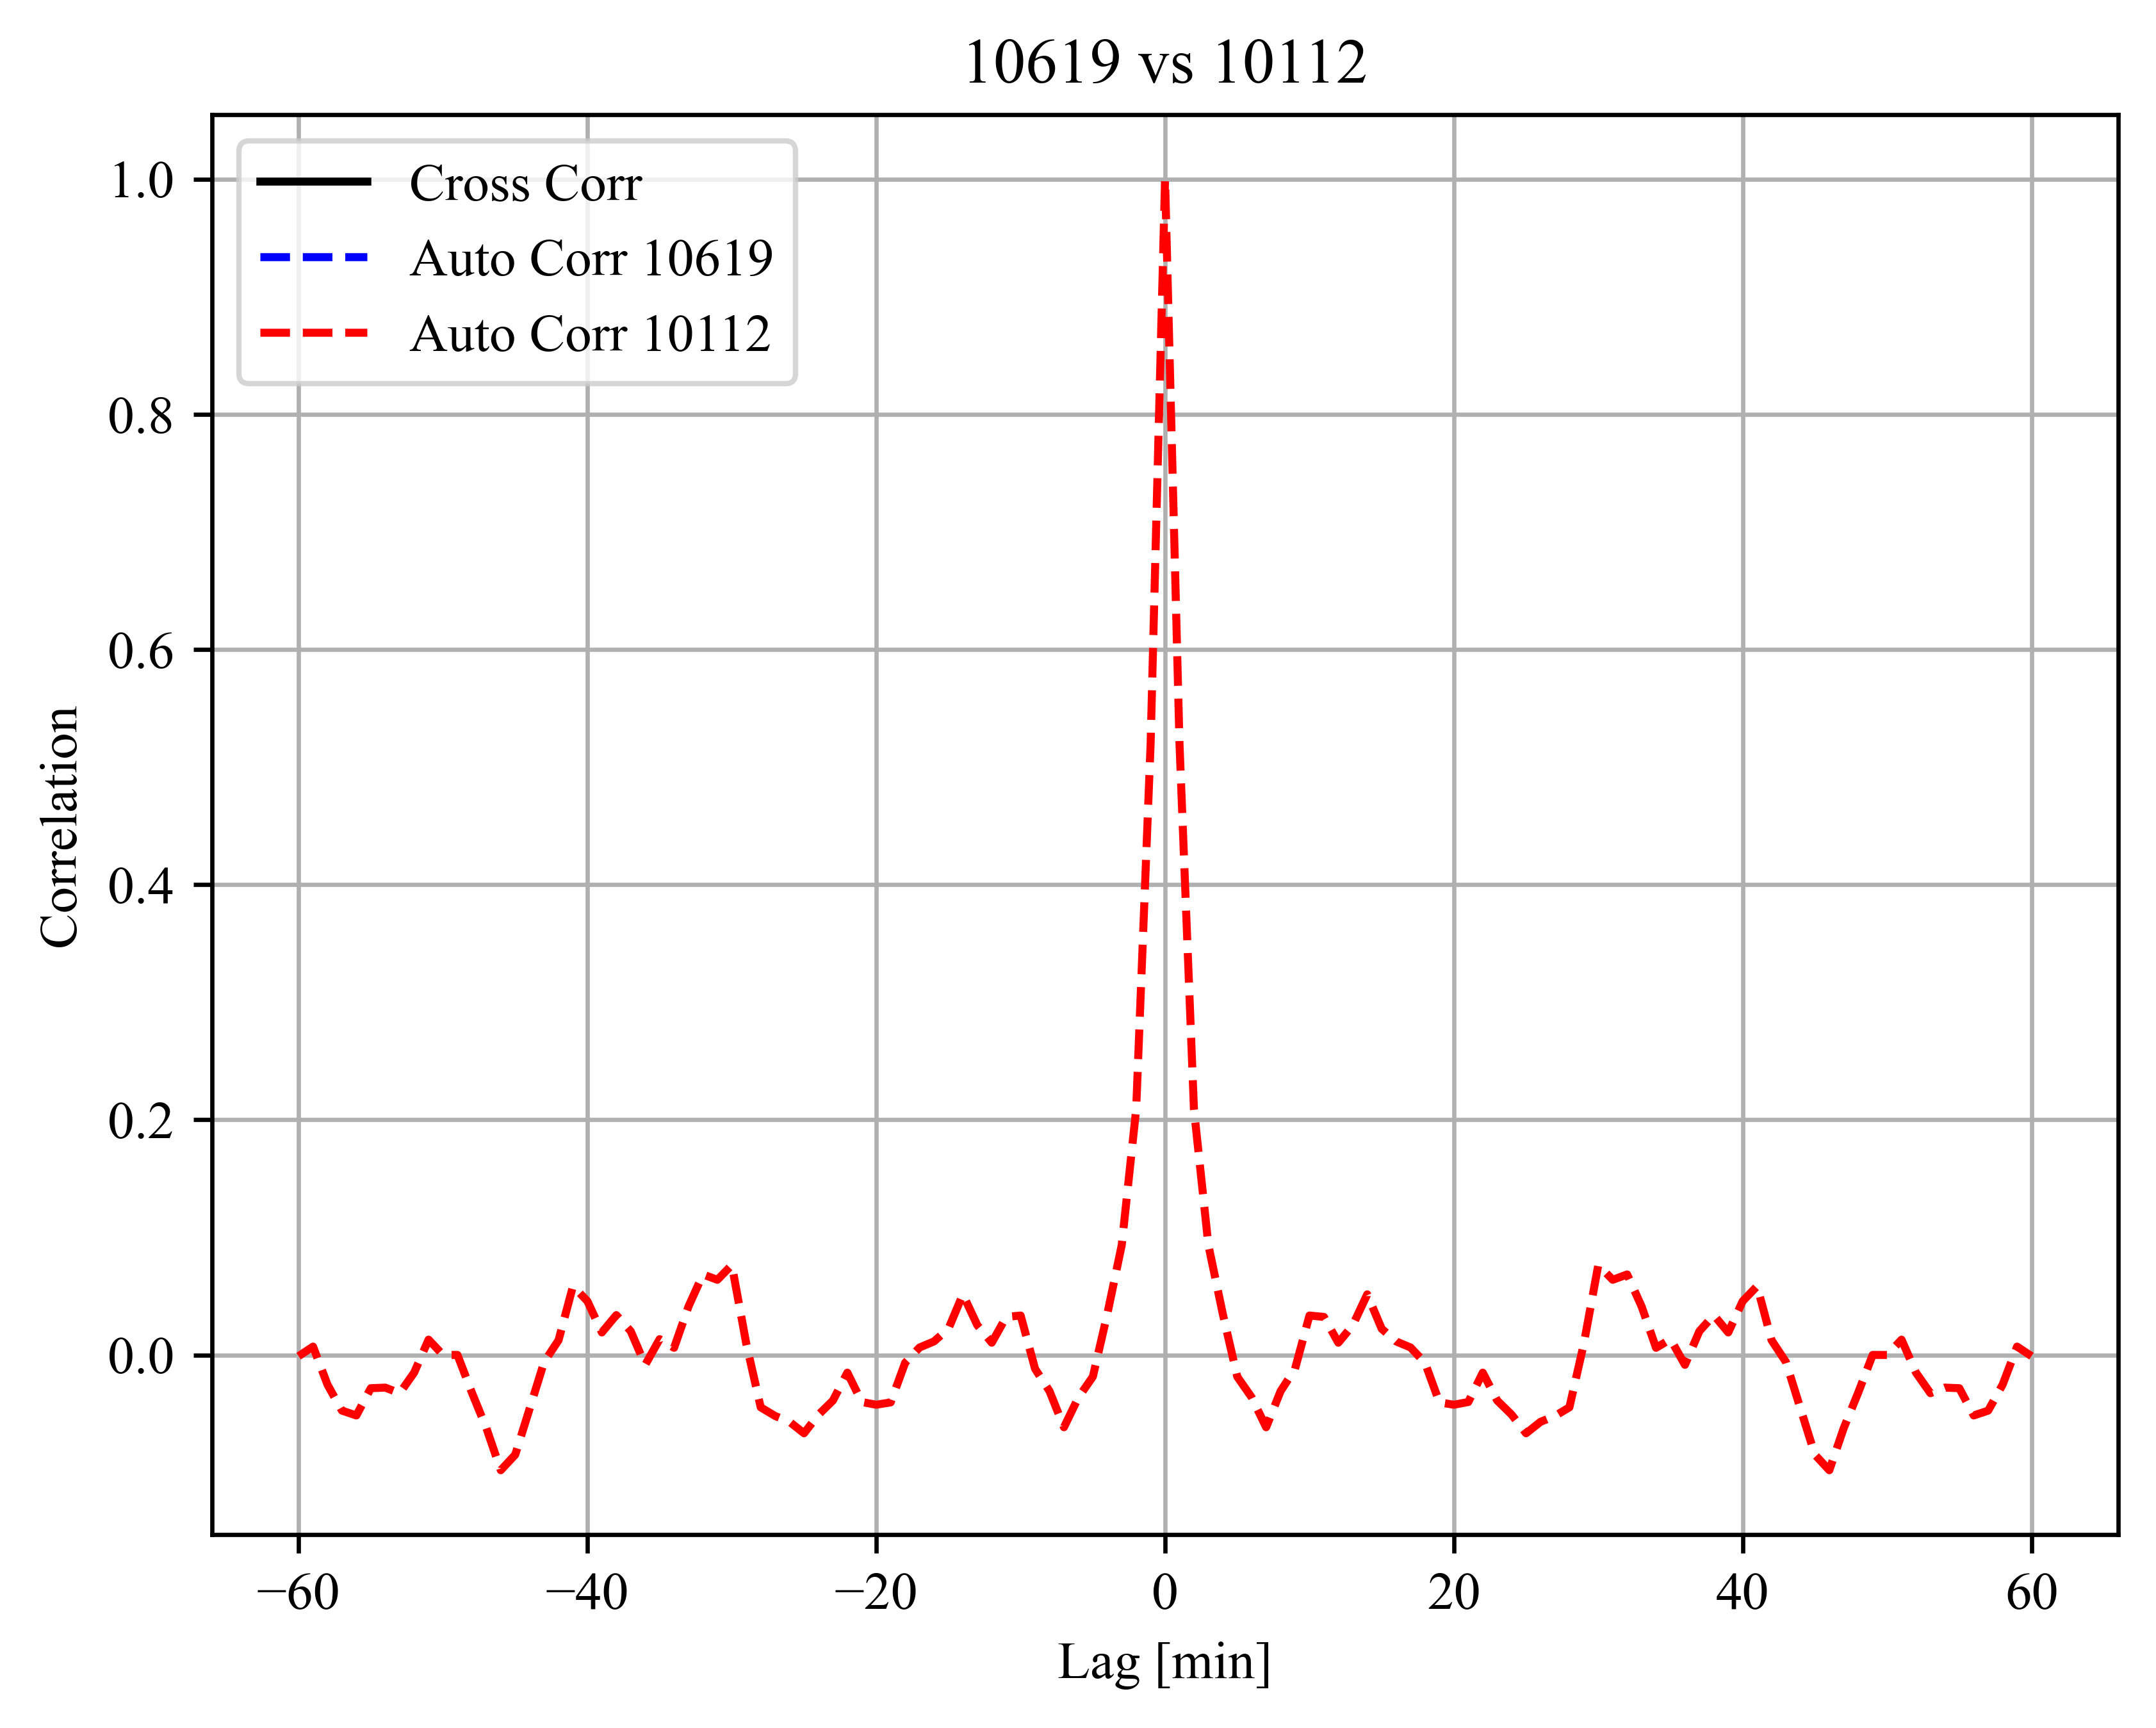 10619 vs 10112
Cross Corr
Auto Corr 10619
Auto Corr 10112
1.0
0.8
0.6
0.4
0.2
0.0
Correlation
−60
−40
−20
0
20
40
60
Lag [min]